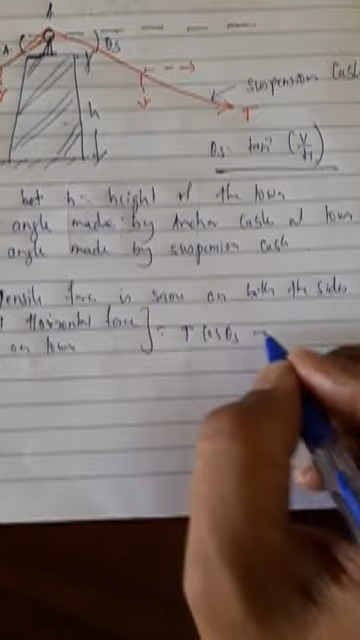 A
θs
suspension Cable
h
T
θs = tan⁻¹ (V/H)
let h = height of the tower
angle made by Anchor Cable at tower
angle made by suspension Cable
Tensile force is same on both the sides
Horizontal force
on tower } = T Cos θs -